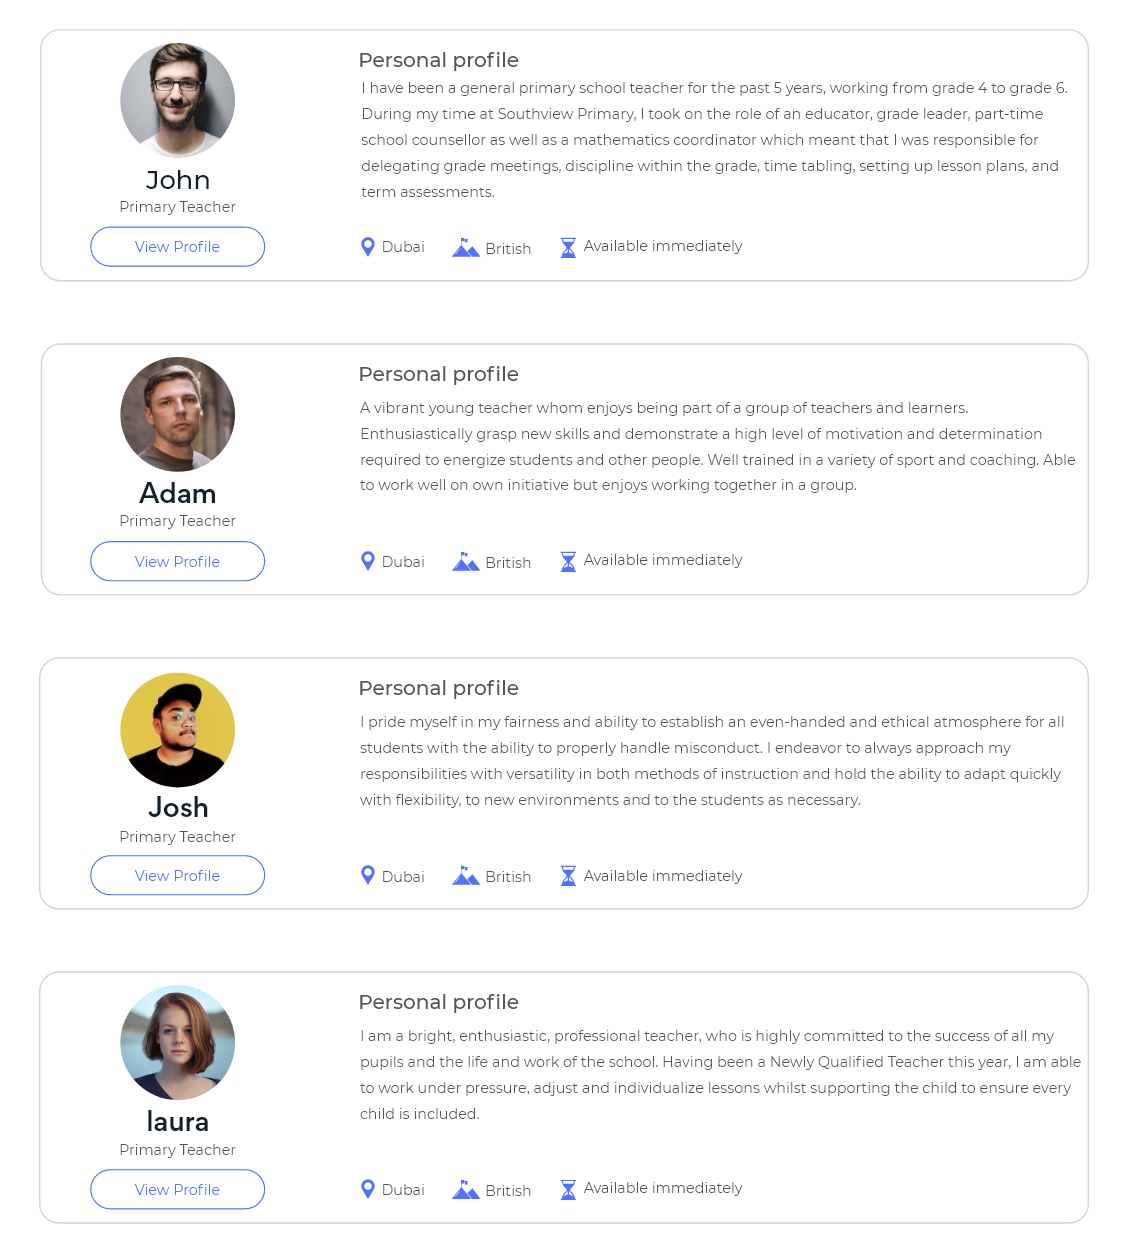 John
Primary Teacher
View Profile
Personal profile
I have been a general primary school teacher for the past 5 years, working from grade 4 to grade 6.
During my time at Southview Primary, I took on the role of an educator, grade leader, part-time
school counsellor as well as a mathematics coordinator which meant that I was responsible for
delegating grade meetings, discipline within the grade, time tabling, setting up lesson plans, and
term assessments.
Dubai
British
Available immediately
Adam
Primary Teacher
View Profile
Personal profile
A vibrant young teacher whom enjoys being part of a group of teachers and learners.
Enthusiastically grasp new skills and demonstrate a high level of motivation and determination
required to energize students and other people. Well trained in a variety of sport and coaching. Able
to work well on own initiative but enjoys working together in a group.
Dubai
British
Available immediately
Josh
Primary Teacher
View Profile
Personal profile
I pride myself in my fairness and ability to establish an even-handed and ethical atmosphere for all
students with the ability to properly handle misconduct. I endeavor to always approach my
responsibilities with versatility in both methods of instruction and hold the ability to adapt quickly
with flexibility, to new environments and to the students as necessary.
Dubai
British
Available immediately
laura
Primary Teacher
View Profile
Personal profile
I am a bright, enthusiastic, professional teacher, who is highly committed to the success of all my
pupils and the life and work of the school. Having been a Newly Qualified Teacher this year, I am able
to work under pressure, adjust and individualize lessons whilst supporting the child to ensure every
child is included.
Dubai
British
Available immediately